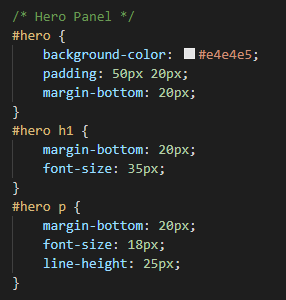 /* Hero Panel */
#hero {
    background-color: #e4e4e5;
    padding: 50px 20px;
    margin-bottom: 20px;
}
#hero h1 {
    margin-bottom: 20px;
    font-size: 35px;
}
#hero p {
    margin-bottom: 20px;
    font-size: 18px;
    line-height: 25px;
}